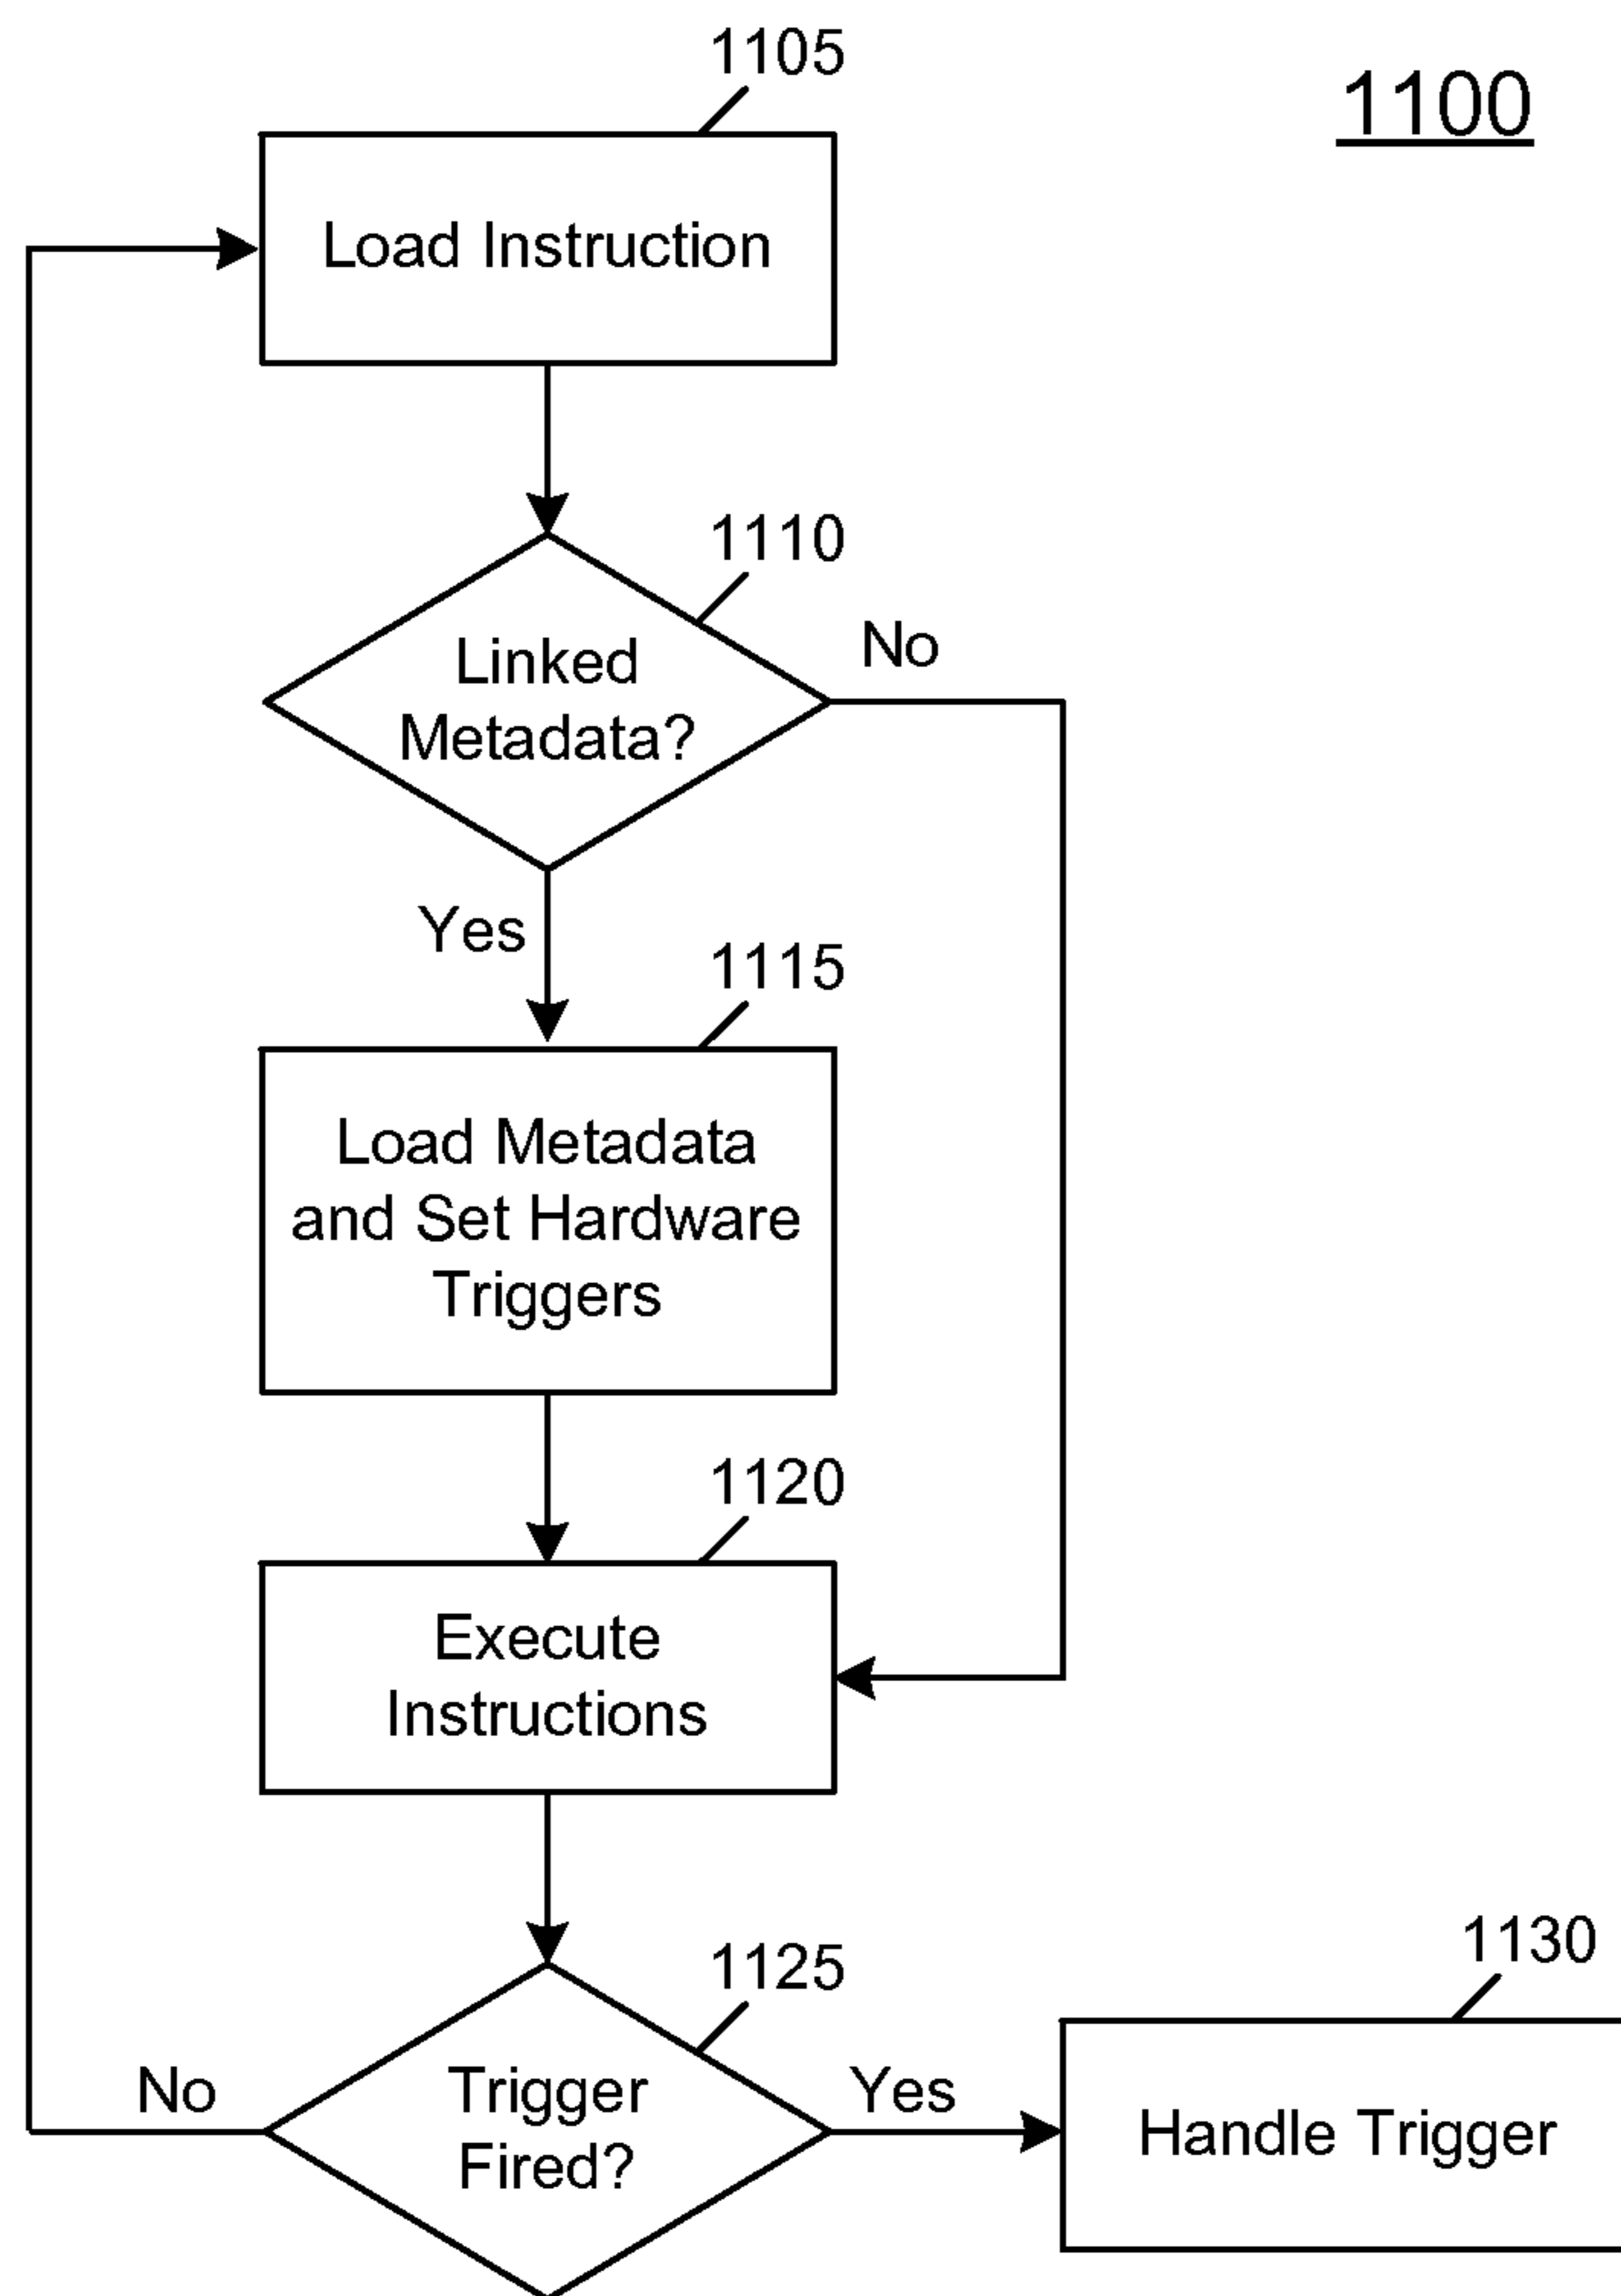 1105
1100
Load Instruction
1110
No
Linked
Metadata?
Yes
1115
Load Metadata
and Set Hardware
Triggers
1120
Execute
Instructions
1125
1130
No
Trigger
Fired?
Yes
Handle Trigger